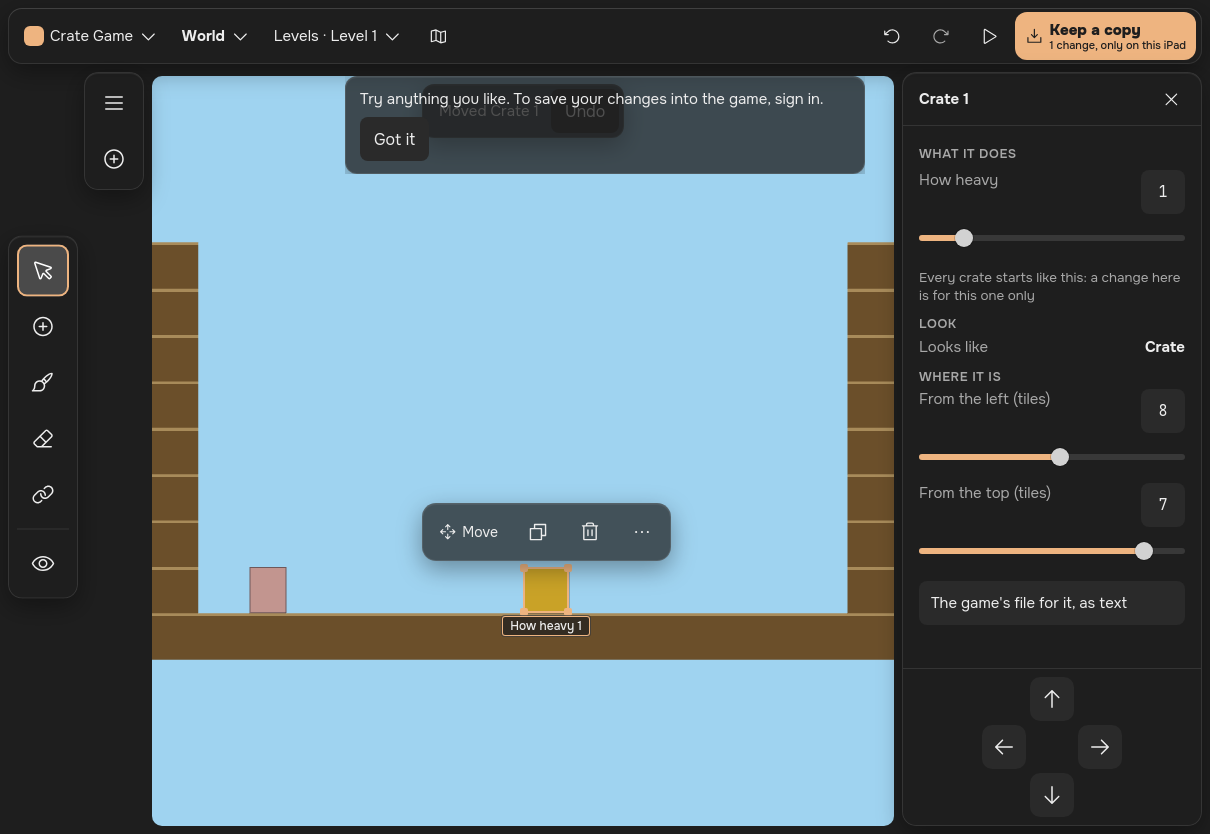 Crate Game
World
Levels · Level 1
Keep a copy
1 change, only on this iPad
Try anything you like. To save your changes into the game, sign in.
Moved Crate 1
Undo
Got it
Move
How heavy 1
Crate 1
WHAT IT DOES
How heavy
1
Every crate starts like this: a change here
is for this one only
LOOK
Looks like
Crate
WHERE IT IS
From the left (tiles)
8
From the top (tiles)
7
The game's file for it, as text